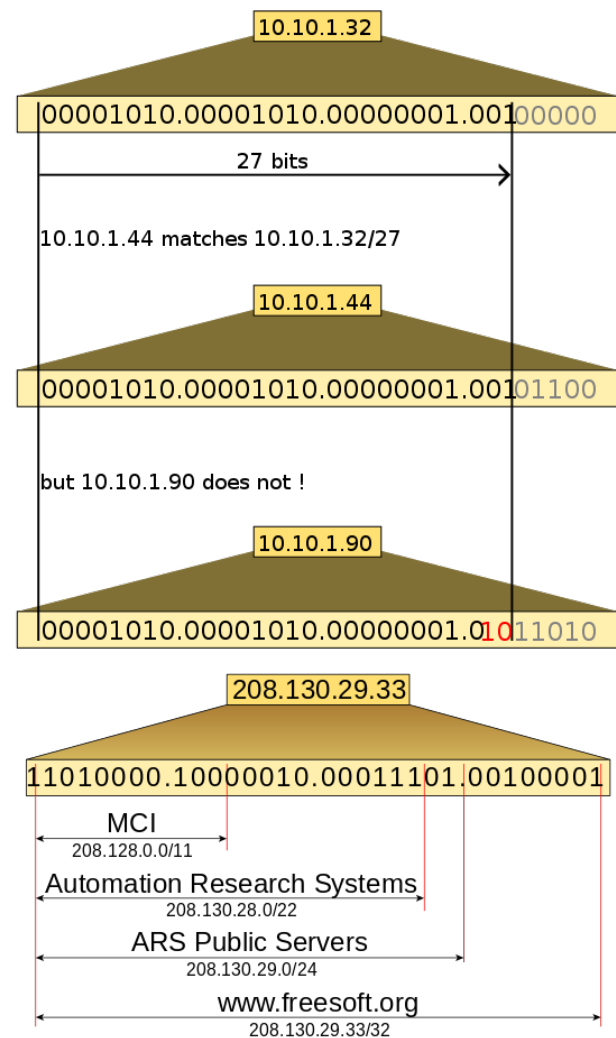 10.10.1.32
00001010.00001010.00000001.00100000
27 bits
10.10.1.44 matches 10.10.1.32/27
10.10.1.44
00001010.00001010.00000001.00101100
but 10.10.1.90 does not !
10.10.1.90
00001010.00001010.00000001.01011010
208.130.29.33
11010000.10000010.00011101.00100001
MCI
208.128.0.0/11
Automation Research Systems
208.130.28.0/22
ARS Public Servers
208.130.29.0/24
www.freesoft.org
208.130.29.33/32